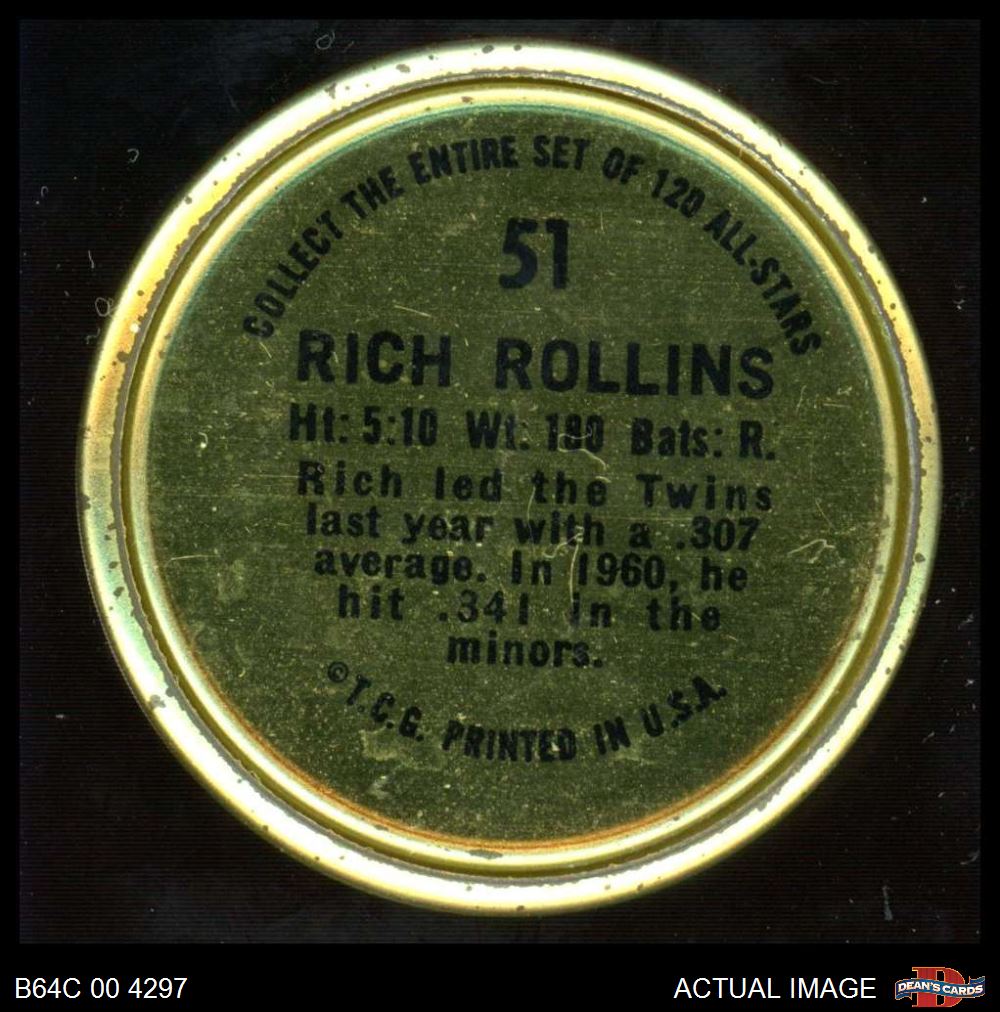 COLLECT THE ENTIRE SET OF 120 ALL-STARS
51
RICH ROLLINS
Ht: 5:10 Wt: 180 Bats: R.
Rich led the Twins
last year with a .307
average. In 1960, he
hit .341 in the
minors.
©T.C.G. PRINTED IN U.S.A.
B64C 00 4297
ACTUAL IMAGE
D
DEAN'S CARDS